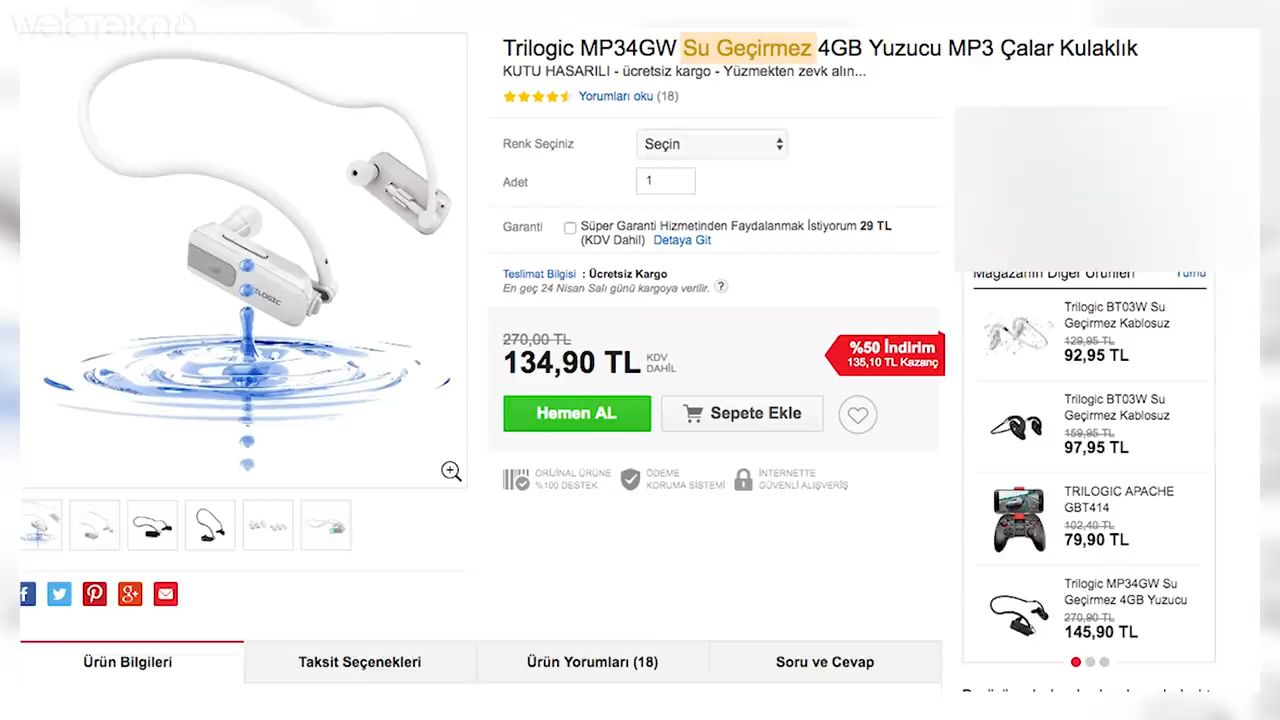 webtekno
Trilogic MP34GW Su Geçirmez 4GB Yuzucu MP3 Çalar Kulaklık
KUTU HASARILI - ücretsiz kargo - Yüzmekten zevk alın...
Yorumları oku (18)
Renk Seçiniz
Seçin
Adet
1
Garanti
Süper Garanti Hizmetinden Faydalanmak İstiyorum 29 TL
(KDV Dahil) Detaya Git
Teslimat Bilgisi : Ücretsiz Kargo
En geç 24 Nisan Salı günü kargoya verilir. ?
270,00 TL
134,90 TL KDV
DAHİL
%50 İndirim
135,10 TL Kazanç
Hemen AL
Sepete Ekle
ORİJİNAL ÜRÜNE
%100 DESTEK
ÖDEME
KORUMA SİSTEMİ
İNTERNETTE
GÜVENLİ ALIŞVERİŞ
Mağazanın Diğer Ürünleri
Tümü
Trilogic BT03W Su
Geçirmez Kablosuz
129,95 TL
92,95 TL
Trilogic BT03W Su
Geçirmez Kablosuz
159,95 TL
97,95 TL
TRILOGIC APACHE
GBT414
102,40 TL
79,90 TL
Trilogic MP34GW Su
Geçirmez 4GB Yuzucu
270,90 TL
145,90 TL
Ürün Bilgileri
Taksit Seçenekleri
Ürün Yorumları (18)
Soru ve Cevap